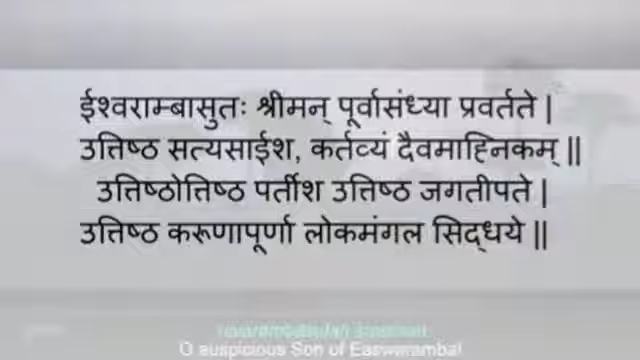 ईश्वराम्बासुतः श्रीमन् पूर्वासंध्या प्रवर्तते |
उत्तिष्ठ सत्यसाईश, कर्तव्यं दैवमाह्निकम् ||
उत्तिष्ठोत्तिष्ठ पर्तीश उत्तिष्ठ जगतीपते |
उत्तिष्ठ करूणापूर्णा लोकमंगल सिद्धये ||
O auspicious Son of Easwaramba!